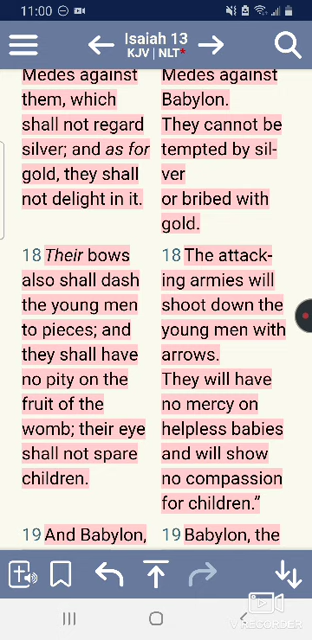 11:00
Isaiah 13
KJV | NLT*
Medes against
them, which
shall not regard
silver; and as for
gold, they shall
not delight in it.
18 Their bows
also shall dash
the young men
to pieces; and
they shall have
no pity on the
fruit of the
womb; their eye
shall not spare
children.
19 And Babylon,
Medes against
Babylon.
They cannot be
tempted by sil-
ver
or bribed with
gold.
18 The attack-
ing armies will
shoot down the
young men with
arrows.
They will have
no mercy on
helpless babies
and will show
no compassion
for children.”
19 Babylon, the
V RECORDER